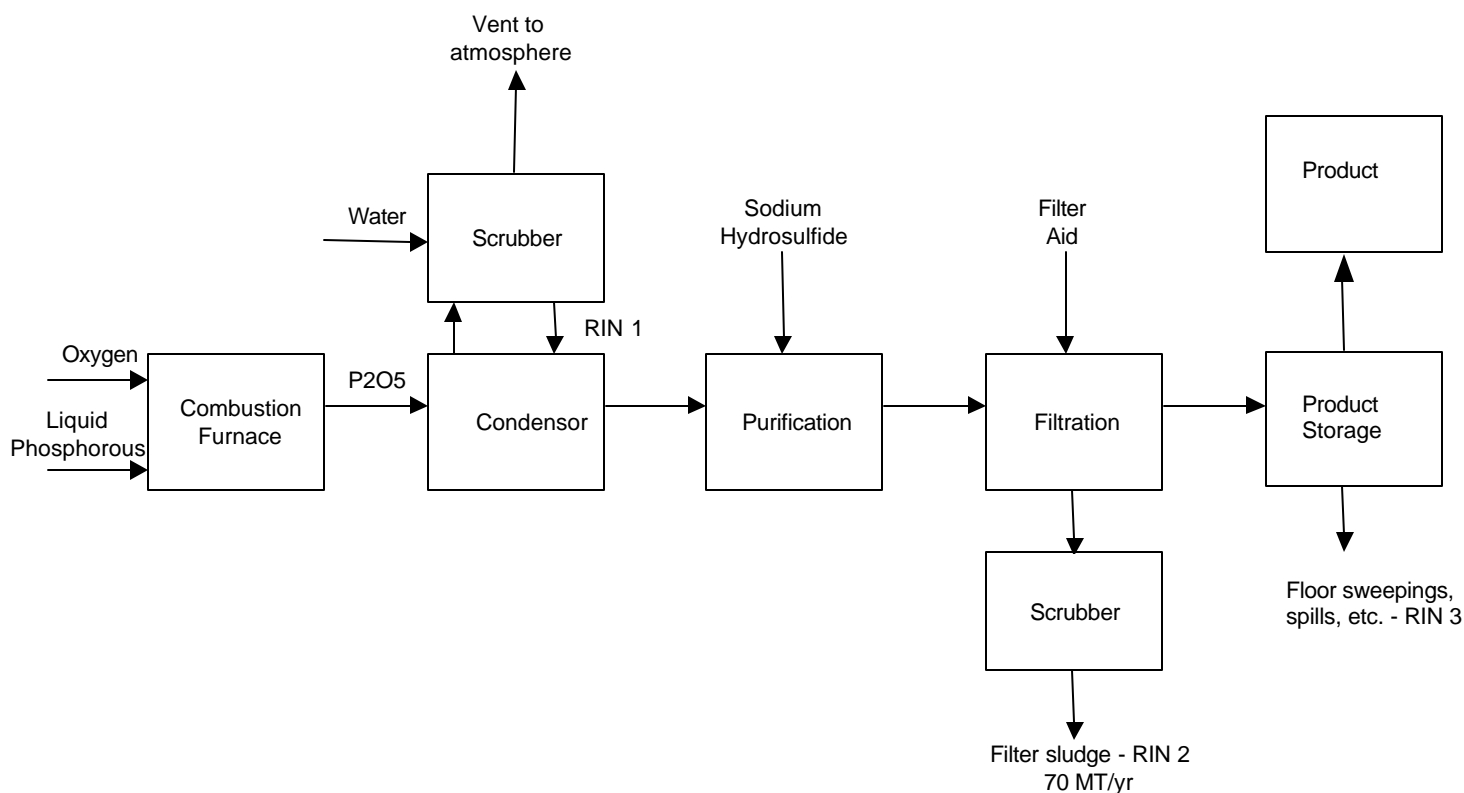 Vent to
atmosphere
Product
Water
Scrubber
Sodium
Hydrosulfide
Filter
Aid
RIN 1
Oxygen
P2O5
Liquid
Phosphorous
Combustion
Furnace
Condensor
Purification
Filtration
Product
Storage
Scrubber
Floor sweepings,
spills, etc. - RIN 3
Filter sludge - RIN 2
70 MT/yr